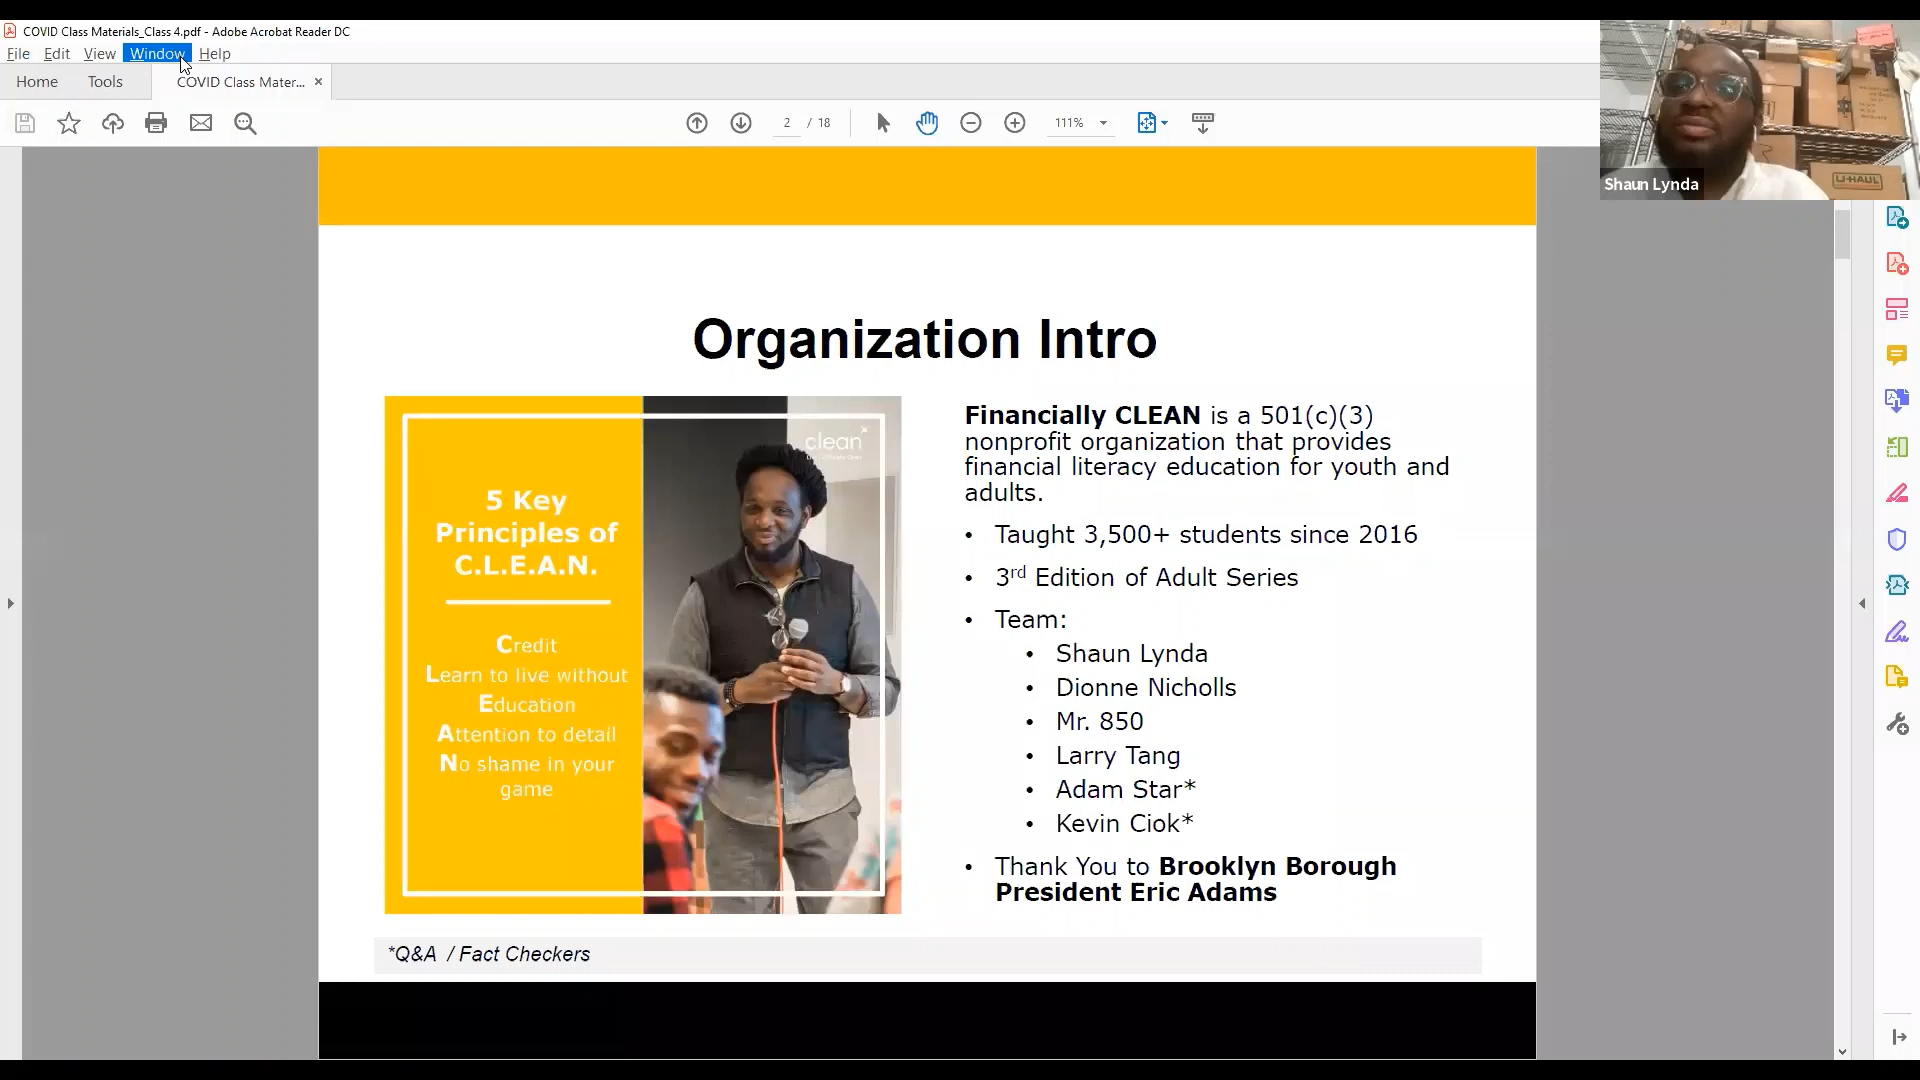 COVID Class Materials_Class 4.pdf - Adobe Acrobat Reader DC
File Edit View Window Help
Home Tools COVID Class Mater... ×
2 / 18 111%
Shaun Lynda
U-HAUL
Organization Intro
clean
5 Key
Principles of
C.L.E.A.N.
Credit
Learn to live without
Education
Attention to detail
No shame in your
game
Financially CLEAN is a 501(c)(3)
nonprofit organization that provides
financial literacy education for youth and
adults.
• Taught 3,500+ students since 2016
• 3rd Edition of Adult Series
• Team:
• Shaun Lynda
• Dionne Nicholls
• Mr. 850
• Larry Tang
• Adam Star*
• Kevin Ciok*
• Thank You to Brooklyn Borough
President Eric Adams
*Q&A / Fact Checkers